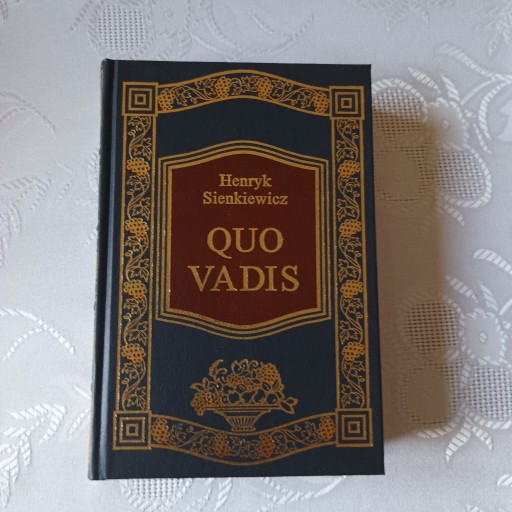 Henryk
Sienkiewicz
QUO
VADIS